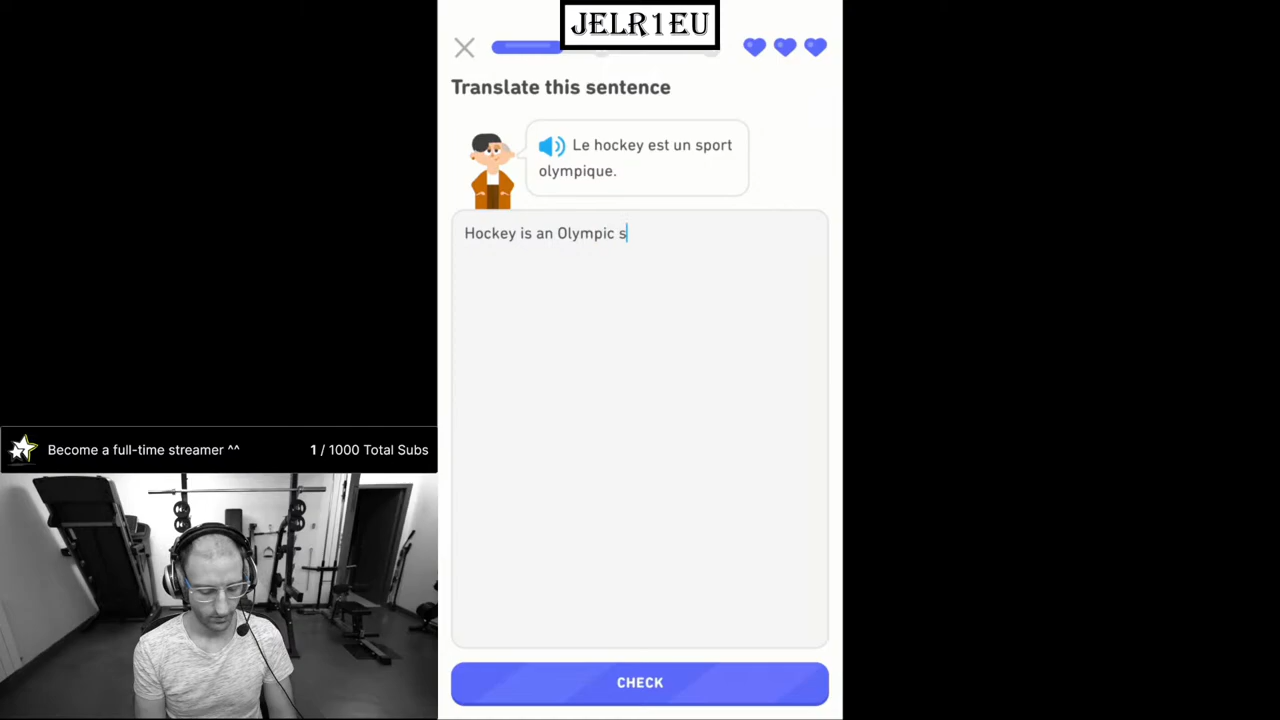 JELR1EU
Translate this sentence
Le hockey est un sport
olympique.
Hockey is an Olympic s
Become a full-time streamer ^^ 1 / 1000 Total Subs
CHECK